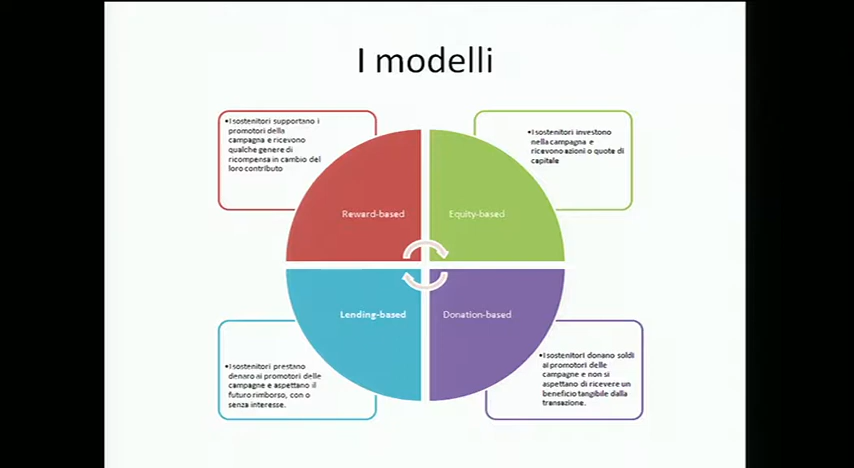 I modelli
•I sostenitori supportano i
promotori della
campagna e ricevono
qualche genere di
ricompensa in cambio del
loro contributo
•I sostenitori investono
nella campagna e
ricevono azioni o quote di
capitale
Reward-based
Equity-based
Lending-based
Donation-based
•I sostenitori prestano
denaro ai promotori delle
campagne e aspettano il
futuro rimborso, con o
senza interesse.
•I sostenitori donano soldi
ai promotori delle
campagne e non si
aspettano di ricevere un
beneficio tangibile dalla
transazione.